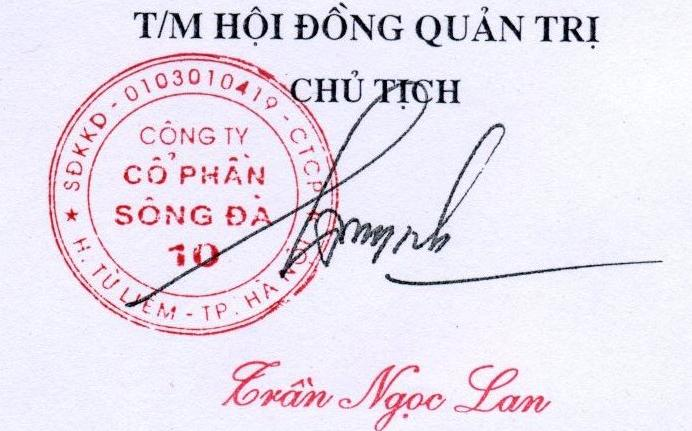 T/M HỘI ĐỒNG QUẢN TRỊ
CHỦ TỊCH
SĐKKD - 0103010419 - CTCP
CÔNG TY
CỔ PHẦN
SÔNG ĐÀ
10
★ H. TỪ LIÊM - TP. HÀ NỘI ★
Trần Ngọc Lan